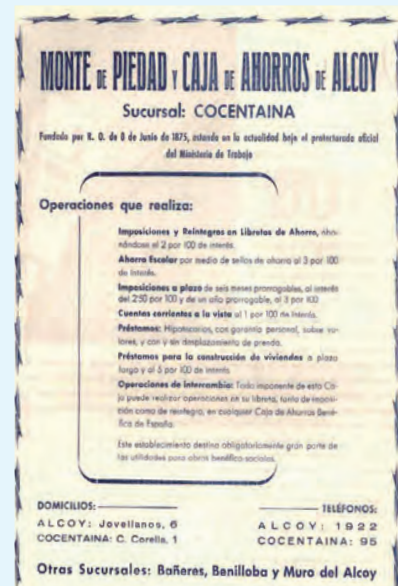 MONTE DE PIEDAD Y CAJA DE AHORROS DE ALCOY
Sucursal: COCENTAINA
Fundado por R. O. de 8 de Junio de 1875, estando en la actualidad bajo el protectorado oficial
del Ministerio de Trabajo
Operaciones que realiza:
Imposiciones y Reintegros en Libretas de Ahorro, abo-
nándose el 2 por 100 de interés.
Ahorro Escolar por medio de sellos de ahorro al 3 por 100
de interés.
Imposiciones a plazo de seis meses prorrogables, al interés
del 2'50 por 100 y de un año prorrogable, al 3 por 100
Cuentas corrientes a la vista al 1 por 100 de interés.
Préstamos: Hipotecarios, con garantía personal, sobre va-
lores, y con y sin desplazamiento de prenda.
Préstamos para la construcción de viviendas a plazo
largo y al 5 por 100 de interés
Operaciones de Intercambio: Todo imponente de esta Ca-
ja puede realizar operaciones en su libreta, tanto de imposi-
ción como de reintegro, en cualquier Caja de Ahorros Bené-
fica de España.
Este establecimiento destina obligatoriamente gran parte de
las utilidades para obras benéfico sociales.
DOMICILIOS:
ALCOY: Jovellanos, 6
COCENTAINA: C. Corella, 1
TELÉFONOS:
ALCOY: 1922
COCENTAINA: 95
Otras Sucursales: Bañeres, Benilloba y Muro del Alcoy